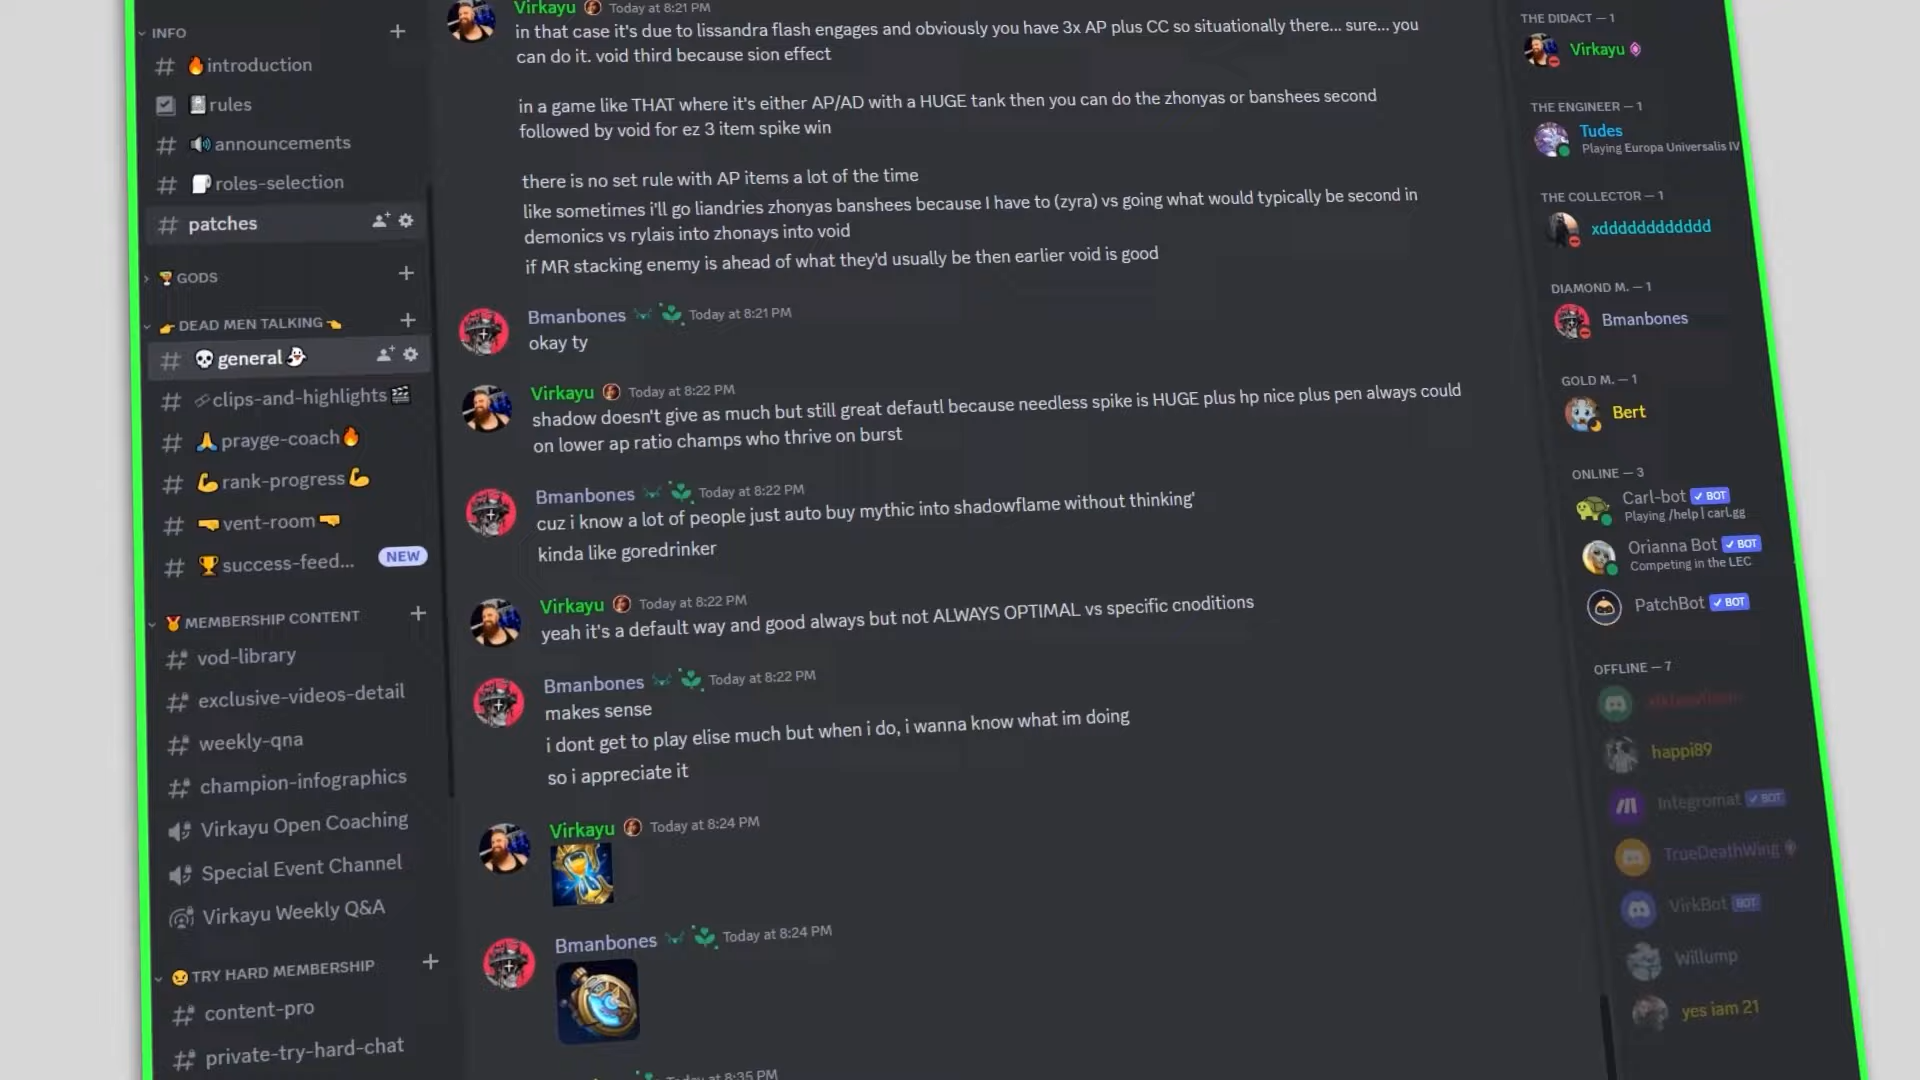 INFO
introduction
rules
announcements
roles-selection
patches
GODS
DEAD MEN TALKING
general
clips-and-highlights
prayge-coach
rank-progress
vent-room
success-feed...
NEW
MEMBERSHIP CONTENT
vod-library
exclusive-videos-detail
weekly-qna
champion-infographics
Virkayu Open Coaching
Special Event Channel
Virkayu Weekly Q&A
TRY HARD MEMBERSHIP
content-pro
private-try-hard-chat
Virkayu Today at 8:21 PM
in that case it's due to lissandra flash engages and obviously you have 3x AP plus CC so situationally there... sure... you
can do it. void third because sion effect
in a game like THAT where it's either AP/AD with a HUGE tank then you can do the zhonyas or banshees second
followed by void for ez 3 item spike win
there is no set rule with AP items a lot of the time
like sometimes i'll go liandries zhonyas banshees because I have to (zyra) vs going what would typically be second in
demonics vs rylais into zhonays into void
if MR stacking enemy is ahead of what they'd usually be then earlier void is good
Bmanbones Today at 8:21 PM
okay ty
Virkayu Today at 8:22 PM
shadow doesn't give as much but still great defautl because needless spike is HUGE plus hp nice plus pen always could
on lower ap ratio champs who thrive on burst
Bmanbones Today at 8:22 PM
cuz i know a lot of people just auto buy mythic into shadowflame without thinking'
kinda like goredrinker
Virkayu Today at 8:22 PM
yeah it's a default way and good always but not ALWAYS OPTIMAL vs specific cnoditions
Bmanbones Today at 8:22 PM
makes sense
i dont get to play elise much but when i do, i wanna know what im doing
so i appreciate it
Virkayu Today at 8:24 PM
Bmanbones Today at 8:24 PM
Today at 8:35 PM
THE DIDACT — 1
Virkayu
THE ENGINEER — 1
Tudes
Playing Europa Universalis IV
THE COLLECTOR — 1
xdddddddddddd
DIAMOND M. — 1
Bmanbones
GOLD M. — 1
Bert
ONLINE — 3
Carl-bot BOT
Playing /help | carl.gg
Orianna Bot BOT
Competing in the LEC
PatchBot BOT
OFFLINE — 7
happi89
Integromat BOT
TrueDeathWing
VirkBot BOT
Willump
yes iam 21